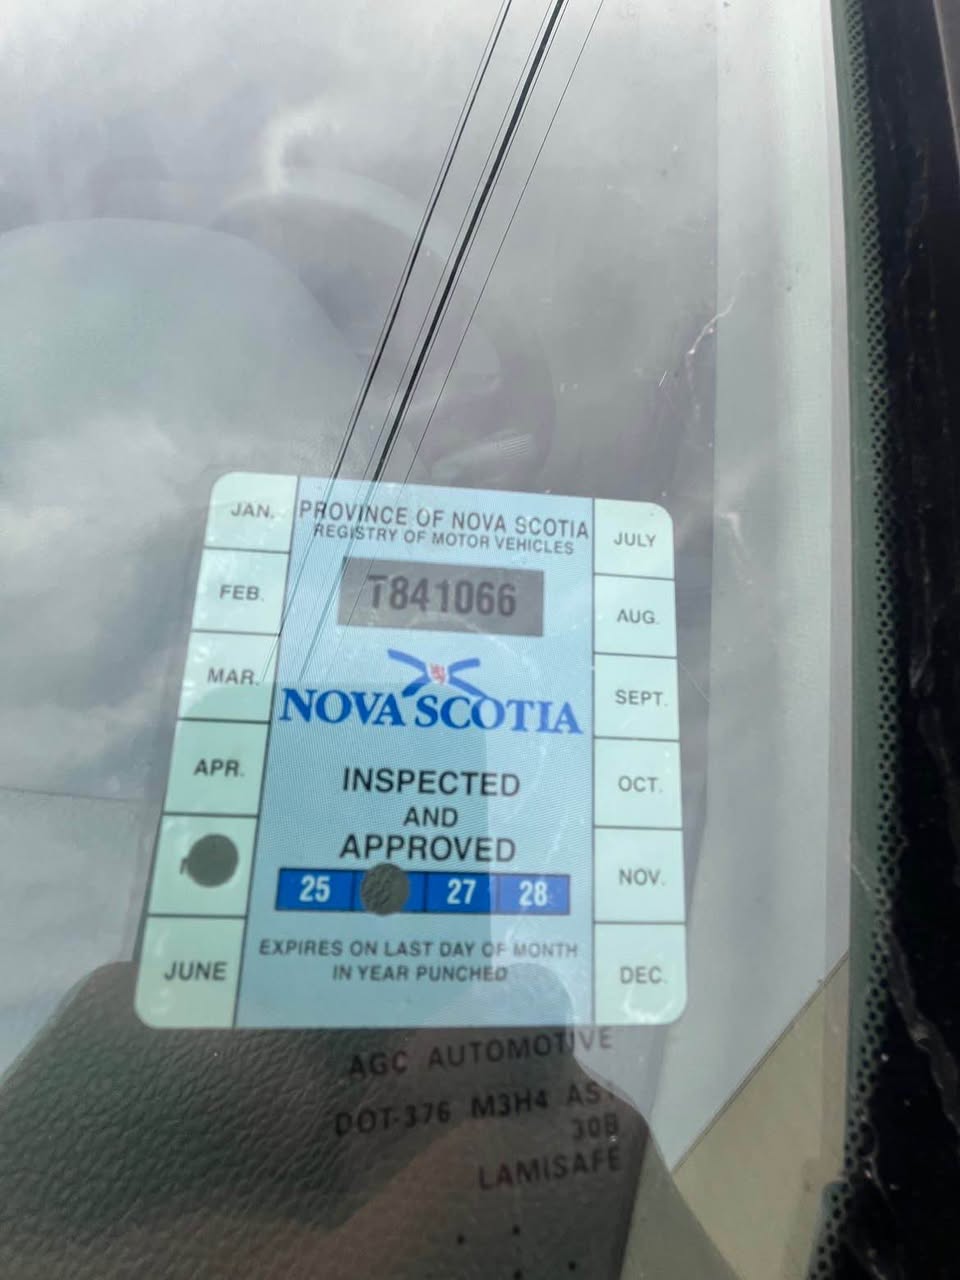 PROVINCE OF NOVA SCOTIA
REGISTRY OF MOTOR VEHICLES
T841066
NOVA SCOTIA
INSPECTED
AND
APPROVED
25 27 28
EXPIRES ON LAST DAY OF MONTH
IN YEAR PUNCHED
JAN.
FEB.
MAR.
APR.
JUNE
JULY
AUG.
SEPT.
OCT.
NOV.
DEC.
AGC AUTOMOTIVE
DOT-376 M3H4 AS1
30B
LAMISAFE